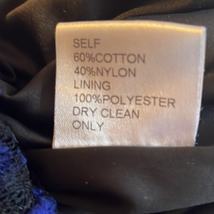 SELF
60%COTTON
40%NYLON
LINING
100%POLYESTER
DRY CLEAN
ONLY